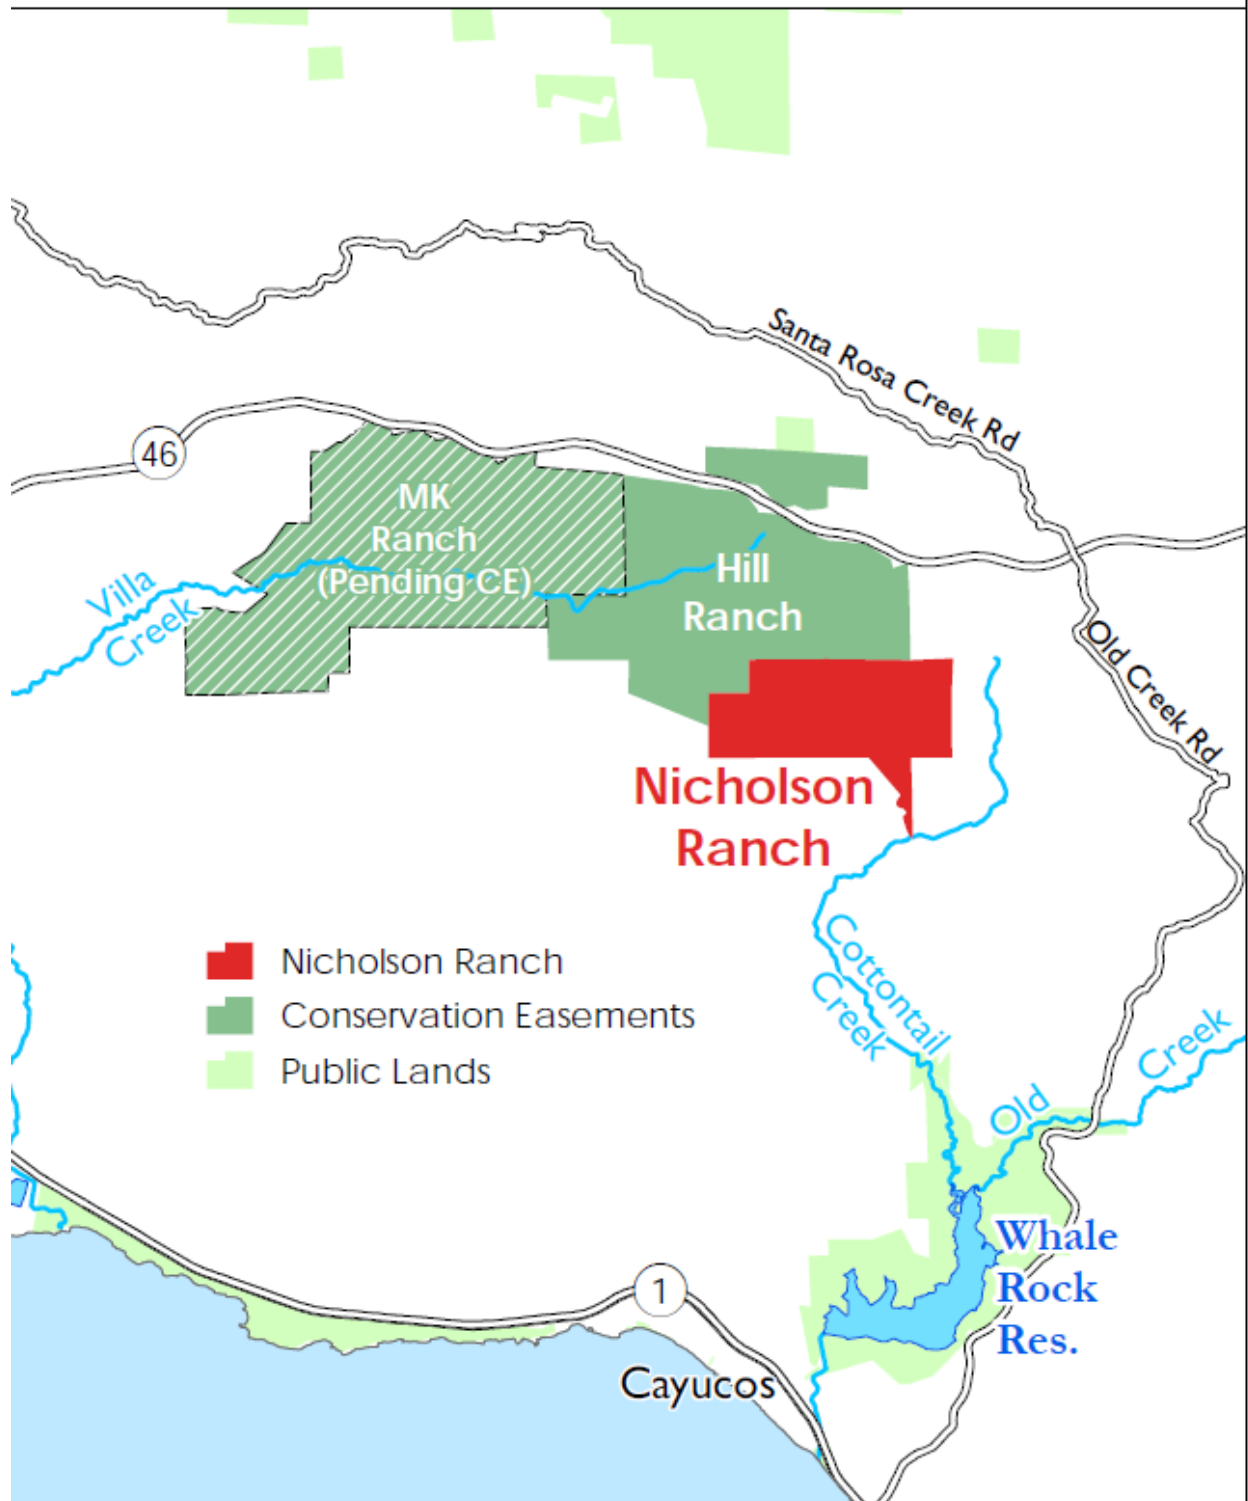 Santa Rosa Creek Rd
46
MK
Ranch
(Pending CE)
Hill
Ranch
Villa
Creek
Old Creek Rd
Nicholson
Ranch
Cottontail
Creek
Nicholson Ranch
Conservation Easements
Public Lands
Old
Creek
Whale
Rock
Res.
1
Cayucos